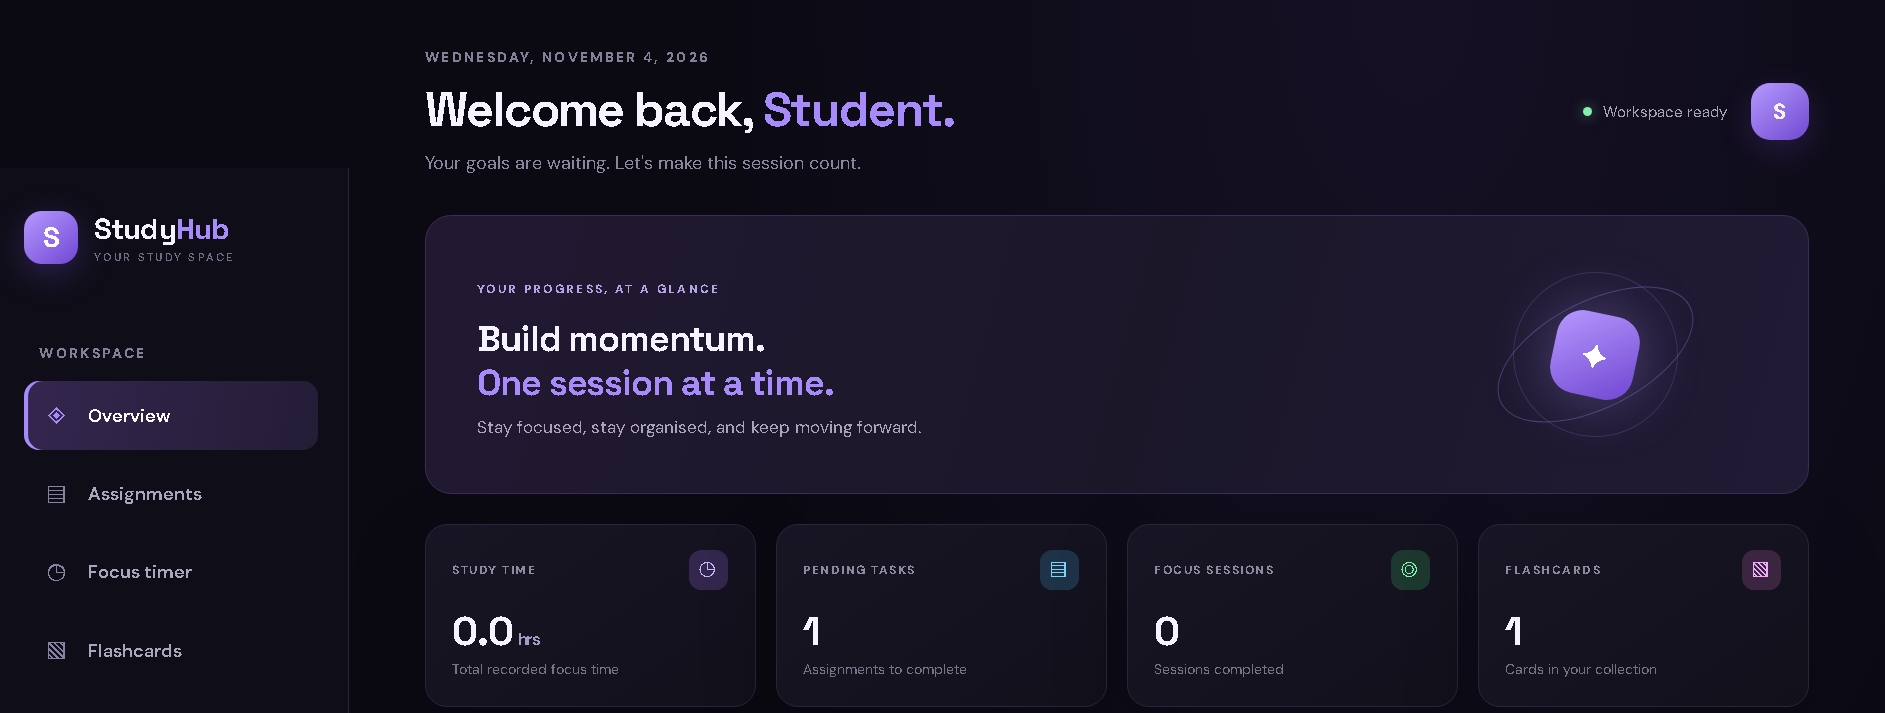 WEDNESDAY, NOVEMBER 4, 2026
Welcome back, Student.
Your goals are waiting. Let's make this session count.
Workspace ready
S
S
StudyHub
YOUR STUDY SPACE
WORKSPACE
Overview
Assignments
Focus timer
Flashcards
YOUR PROGRESS, AT A GLANCE
Build momentum.
One session at a time.
Stay focused, stay organised, and keep moving forward.
STUDY TIME
0.0 hrs
Total recorded focus time
PENDING TASKS
1
Assignments to complete
FOCUS SESSIONS
0
Sessions completed
FLASHCARDS
1
Cards in your collection